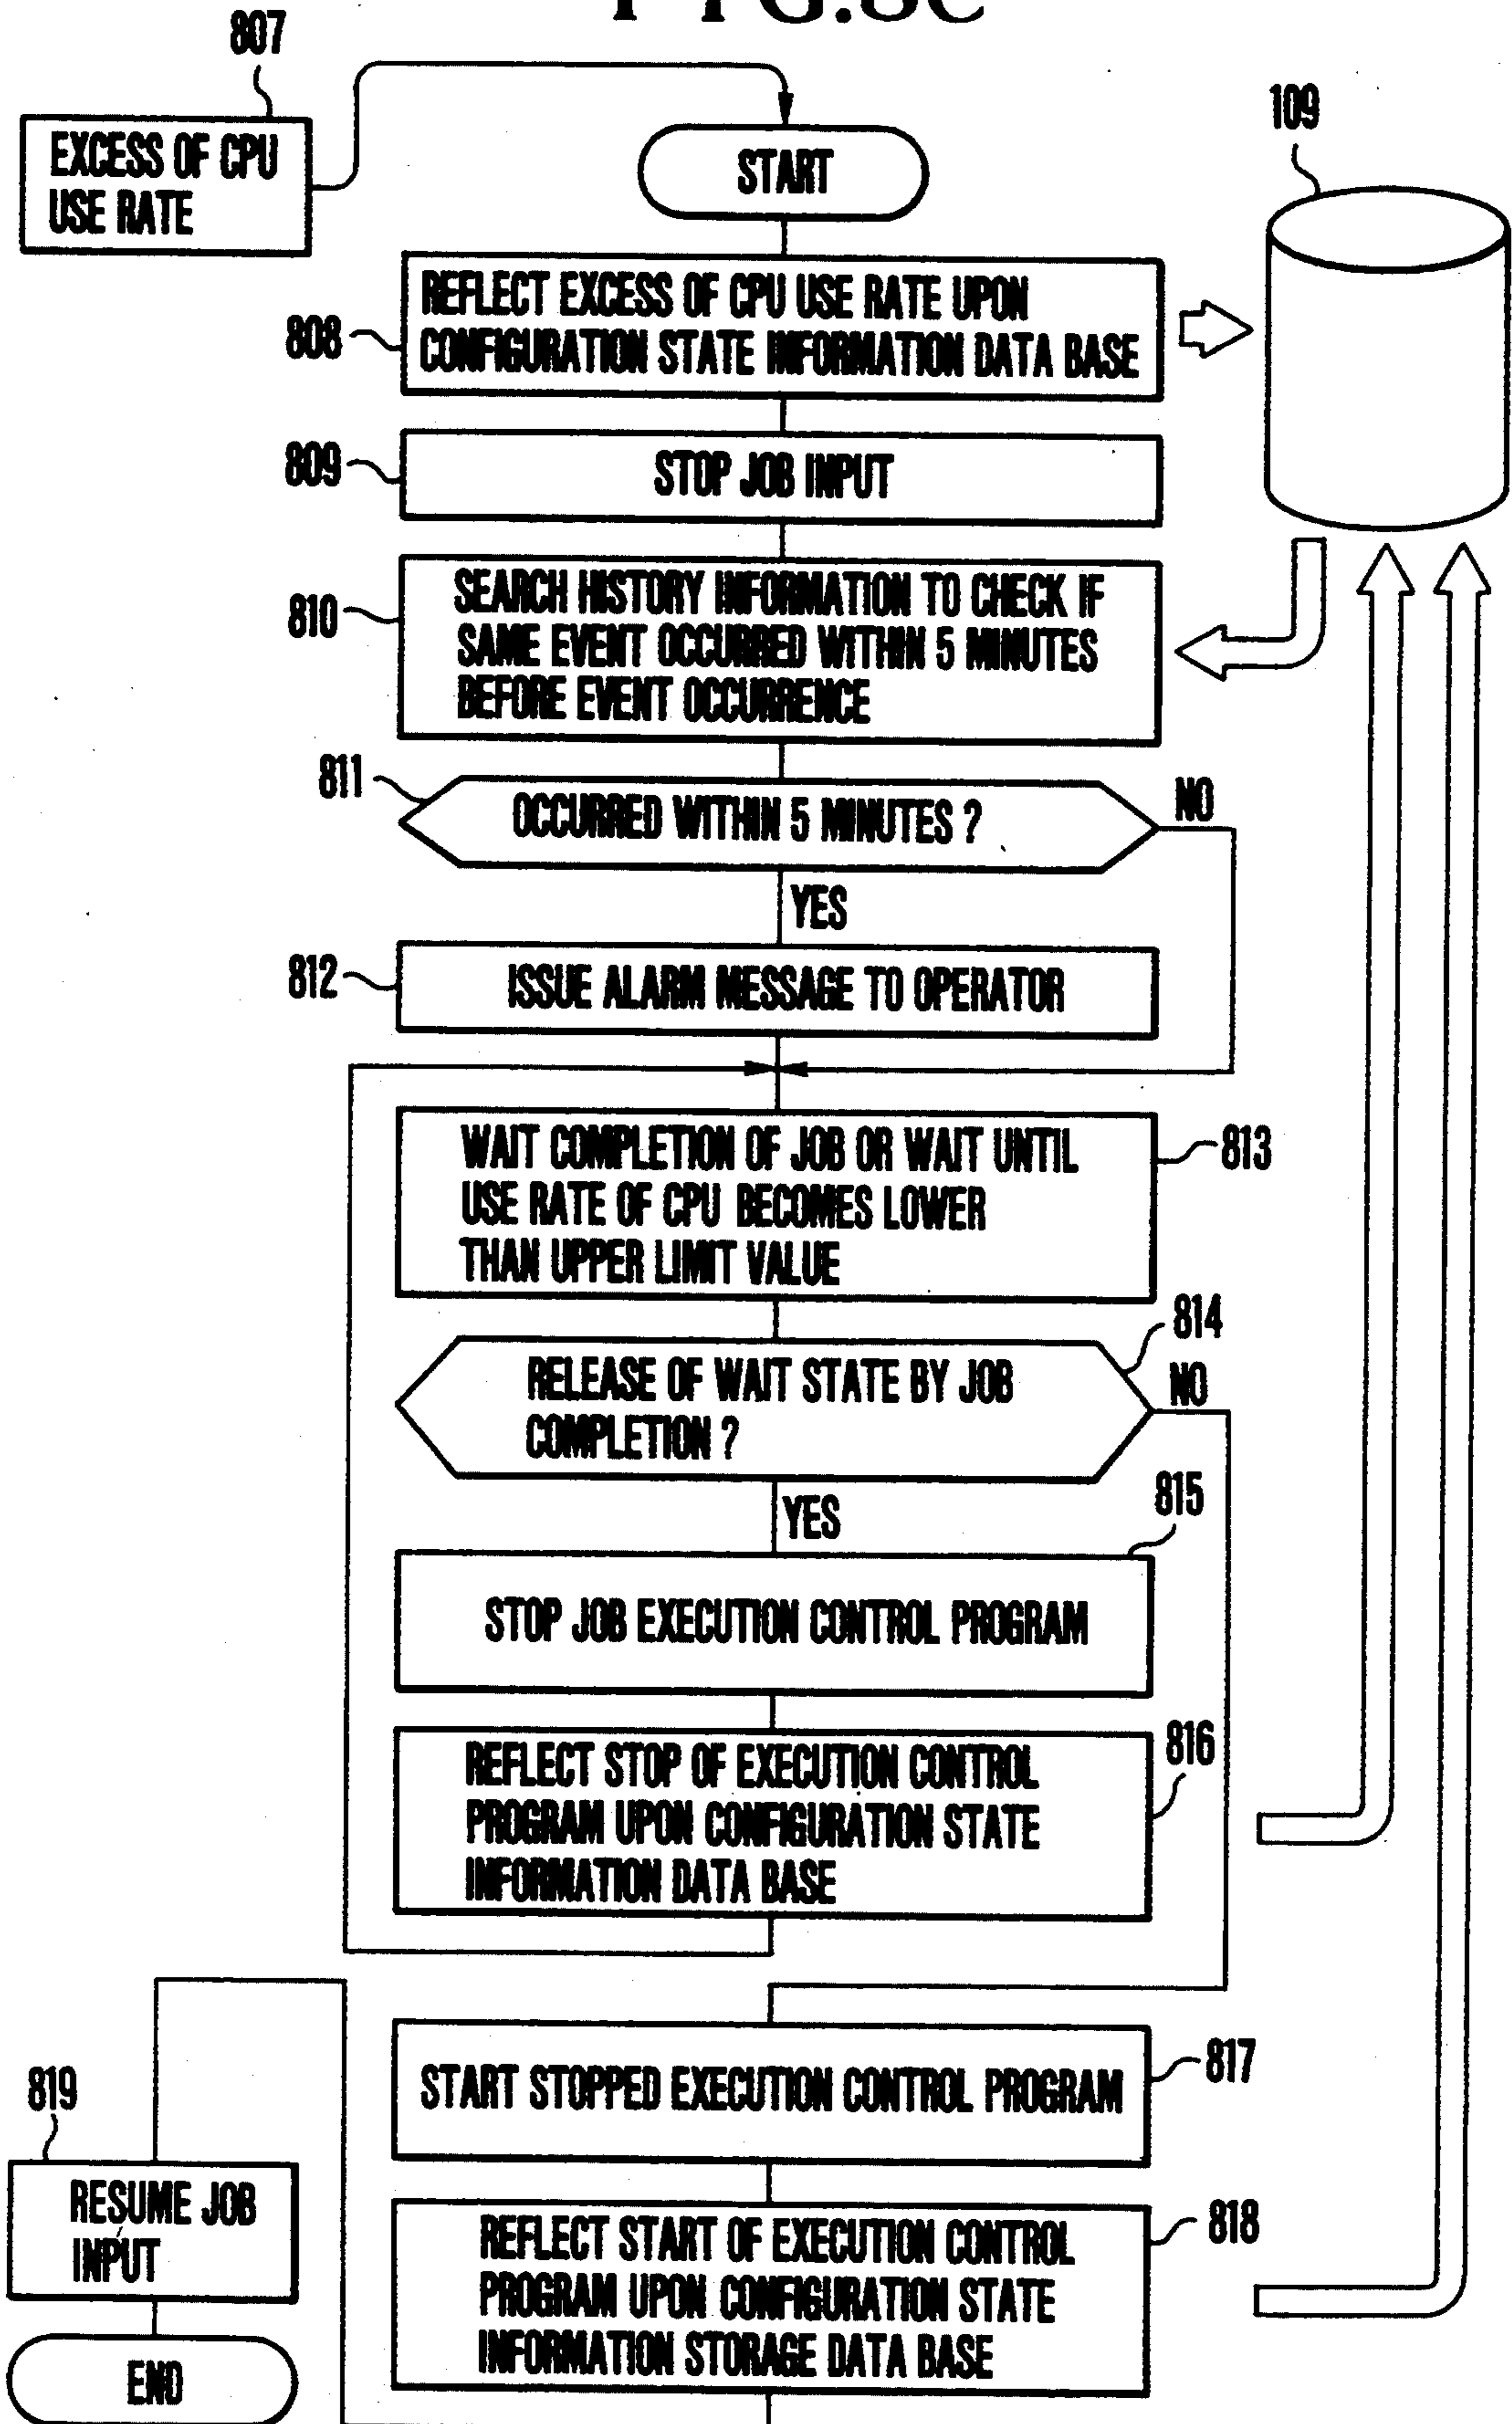 FIG.8C
807
EXCESS OF CPU
USE RATE
START
109
808
REFLECT EXCESS OF CPU USE RATE UPON
CONFIGURATION STATE INFORMATION DATA BASE
809
STOP JOB INPUT
810
SEARCH HISTORY INFORMATION TO CHECK IF
SAME EVENT OCCURRED WITHIN 5 MINUTES
BEFORE EVENT OCCURRENCE
811
OCCURRED WITHIN 5 MINUTES ?
NO
YES
812
ISSUE ALARM MESSAGE TO OPERATOR
WAIT COMPLETION OF JOB OR WAIT UNTIL
USE RATE OF CPU BECOMES LOWER
THAN UPPER LIMIT VALUE
813
814
RELEASE OF WAIT STATE BY JOB
COMPLETION ?
NO
YES
815
STOP JOB EXECUTION CONTROL PROGRAM
816
REFLECT STOP OF EXECUTION CONTROL
PROGRAM UPON CONFIGURATION STATE
INFORMATION DATA BASE
START STOPPED EXECUTION CONTROL PROGRAM
817
819
RESUME JOB
INPUT
REFLECT START OF EXECUTION CONTROL
PROGRAM UPON CONFIGURATION STATE
INFORMATION STORAGE DATA BASE
818
END